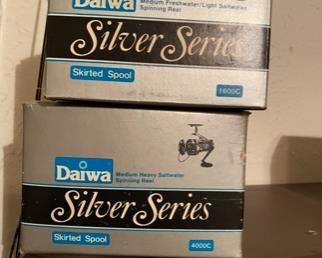 Daiwa
Medium Freshwater/Light Saltwater
Spinning Reel
Silver Series
Skirted Spool
1600C
Daiwa
Medium Heavy Saltwater
Spinning Reel
Silver Series
Skirted Spool
4000C